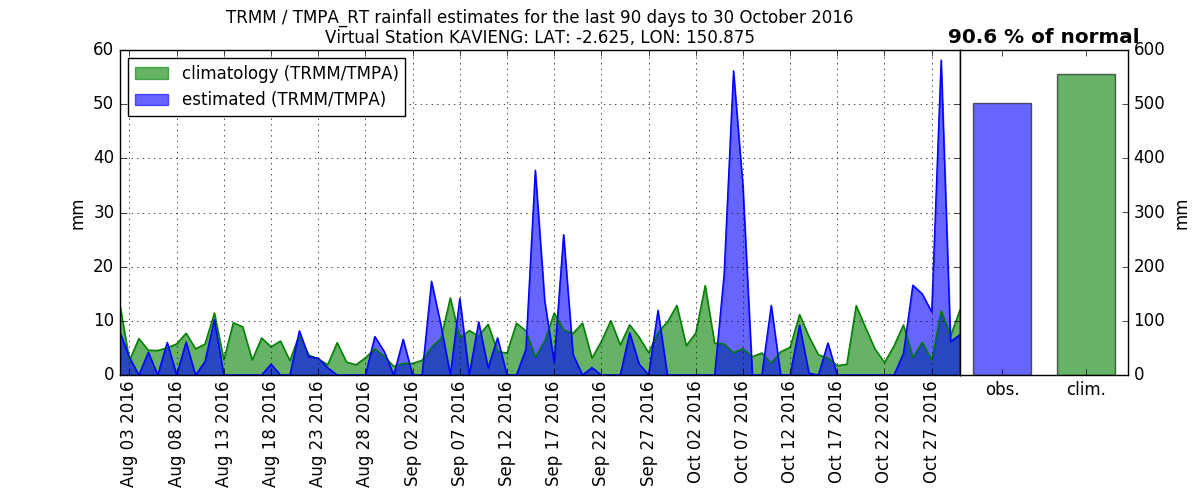 TRMM / TMPA_RT rainfall estimates for the last 90 days to 30 October 2016
Virtual Station KAVIENG: LAT: -2.625, LON: 150.875
90.6 % of normal
climatology (TRMM/TMPA)
estimated (TRMM/TMPA)
60
50
40
30
20
10
0
mm
Aug 03 2016
Aug 08 2016
Aug 13 2016
Aug 18 2016
Aug 23 2016
Aug 28 2016
Sep 02 2016
Sep 07 2016
Sep 12 2016
Sep 17 2016
Sep 22 2016
Sep 27 2016
Oct 02 2016
Oct 07 2016
Oct 12 2016
Oct 17 2016
Oct 22 2016
Oct 27 2016
obs.
clim.
600
500
400
300
200
100
0
mm